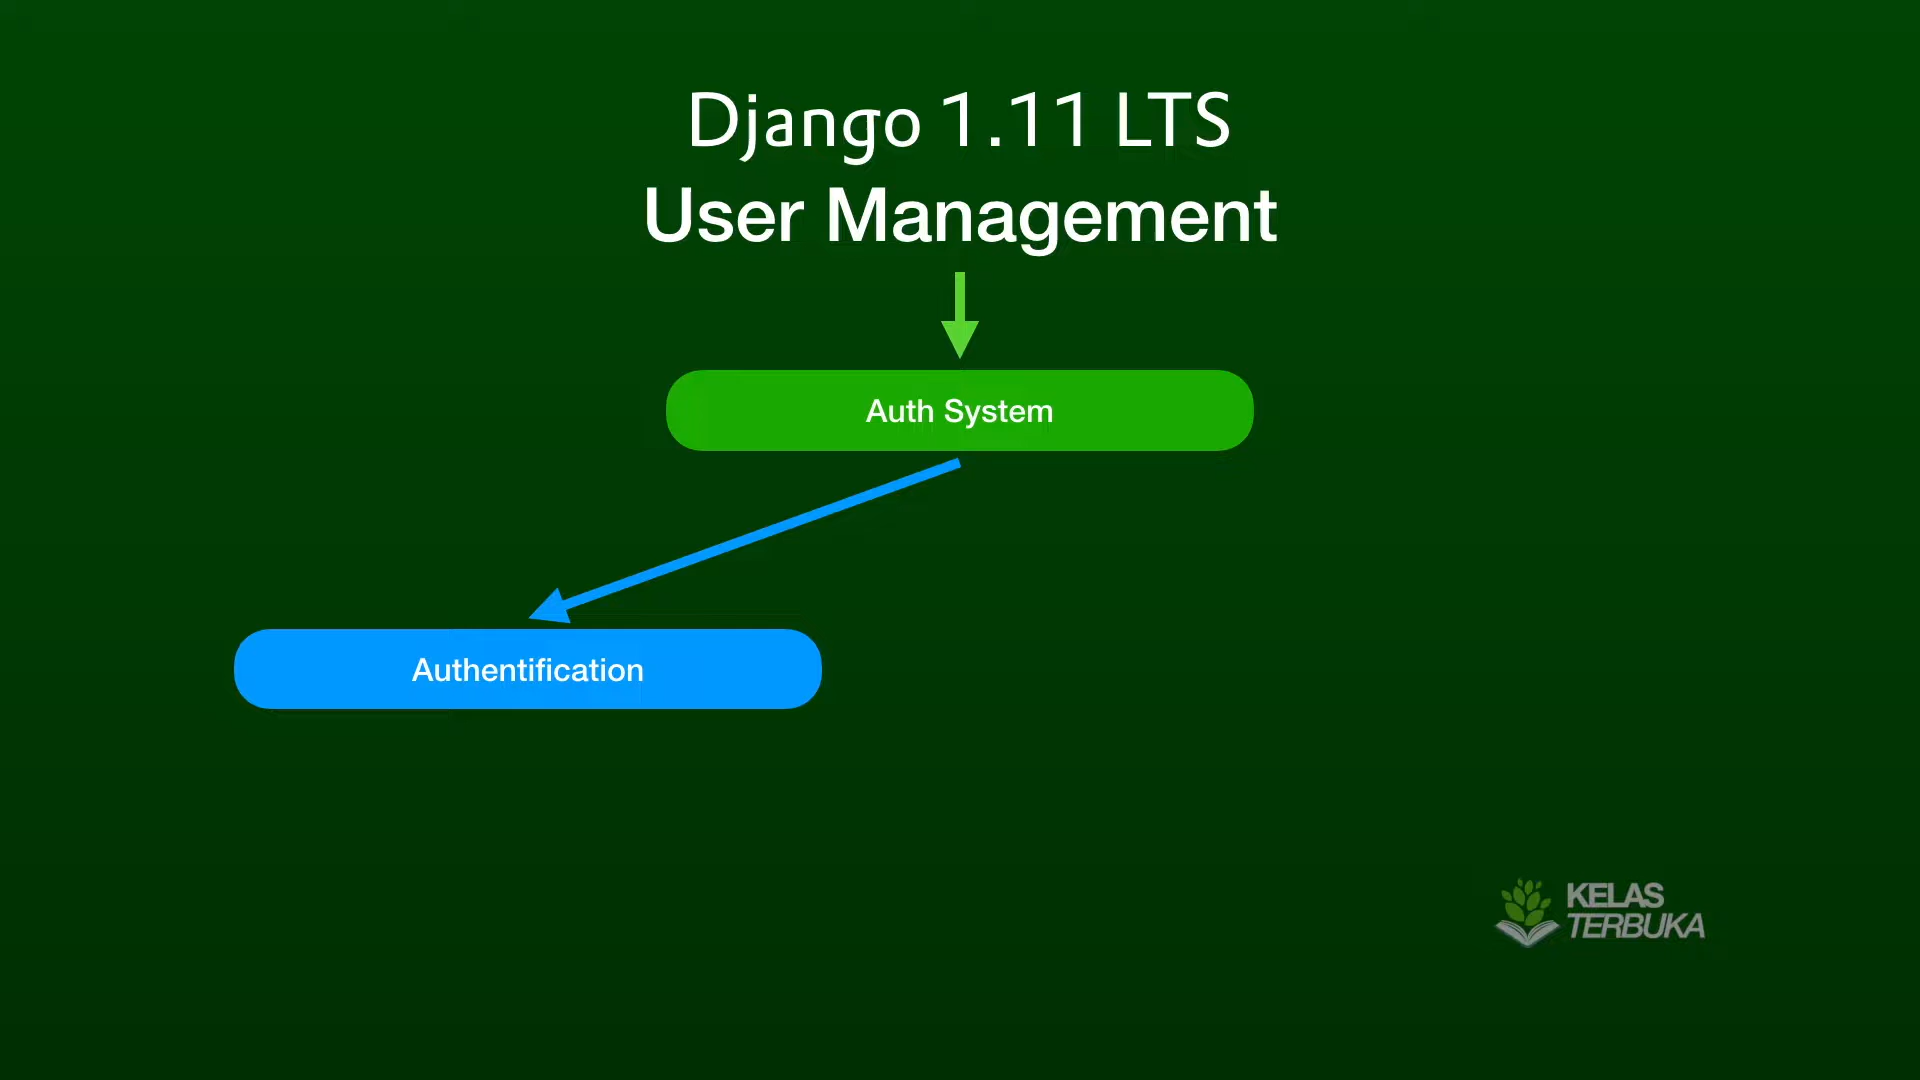 Django 1.11 LTS
User Management
Auth System
Authentification
KELAS
TERBUKA